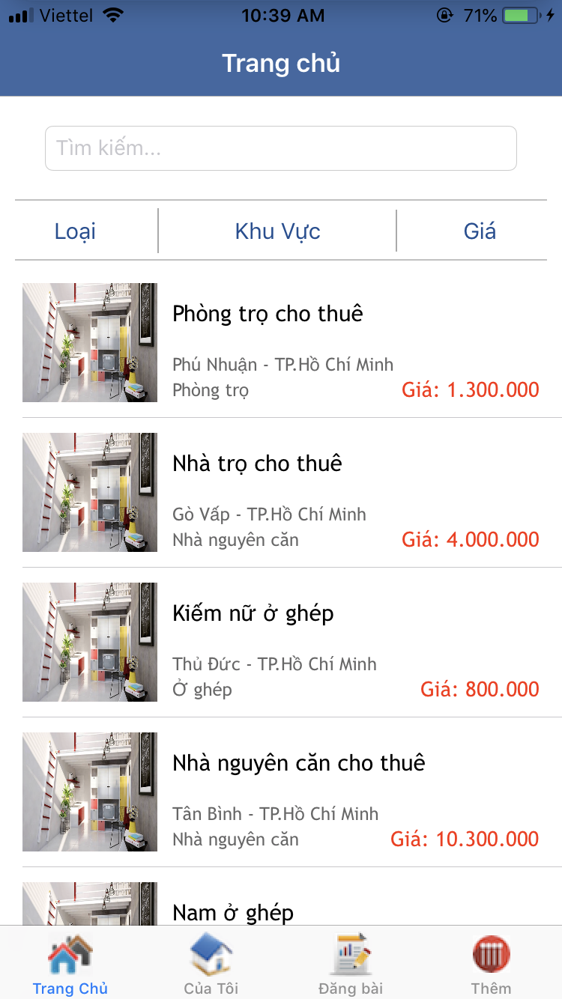 Viettel 10:39 AM 71%
Trang chủ
Tìm kiếm...
Loại Khu Vực Giá
Phòng trọ cho thuê
Phú Nhuận - TP.Hồ Chí Minh
Phòng trọ Giá: 1.300.000
Nhà trọ cho thuê
Gò Vấp - TP.Hồ Chí Minh
Nhà nguyên căn Giá: 4.000.000
Kiếm nữ ở ghép
Thủ Đức - TP.Hồ Chí Minh
Ở ghép Giá: 800.000
Nhà nguyên căn cho thuê
Tân Bình - TP.Hồ Chí Minh
Nhà nguyên căn Giá: 10.300.000
Nam ở ghép
Trang Chủ Của Tôi Đăng bài Thêm